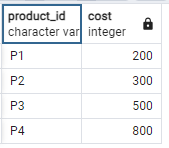 product_id cost
character var integer
P1 200
P2 300
P3 500
P4 800